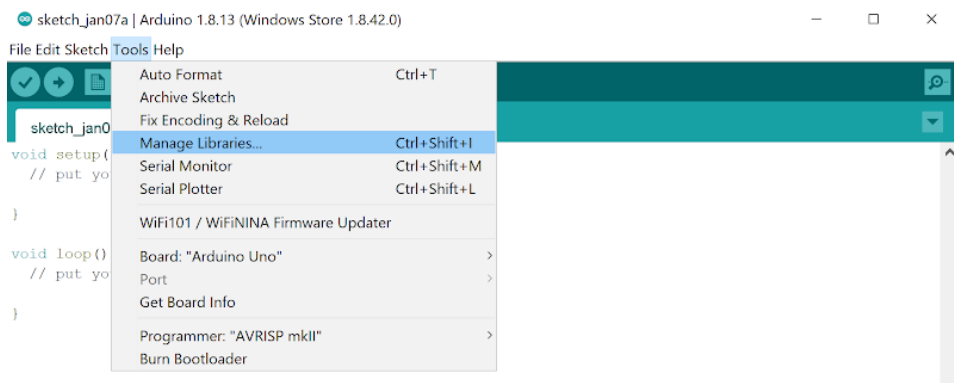 sketch_jan07a | Arduino 1.8.13 (Windows Store 1.8.42.0)
File Edit Sketch Tools Help
Auto Format Ctrl+T
Archive Sketch
Fix Encoding & Reload
sketch_jan0
Manage Libraries... Ctrl+Shift+I
void setup(
Serial Monitor Ctrl+Shift+M
// put yo
Serial Plotter Ctrl+Shift+L
}
WiFi101 / WiFiNINA Firmware Updater
void loop()
Board: "Arduino Uno"
// put yo
Port
Get Board Info
}
Programmer: "AVRISP mkII"
Burn Bootloader